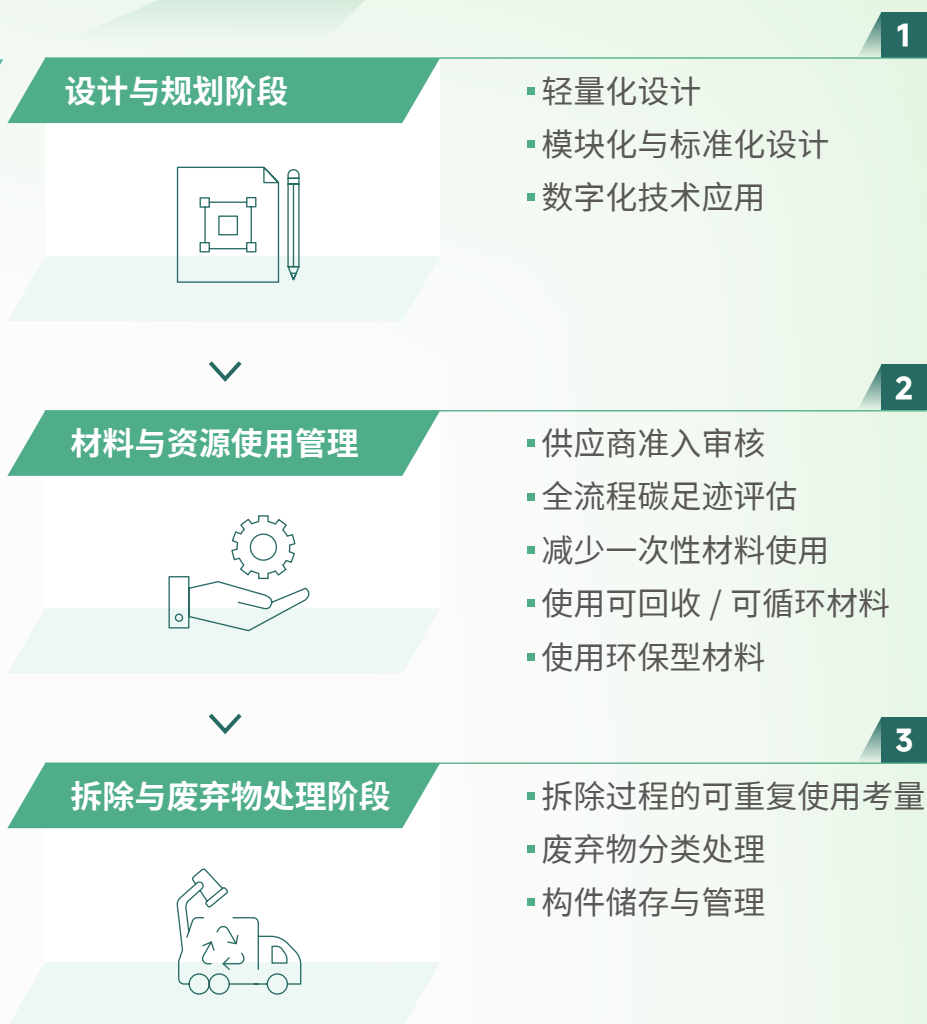 1
设计与规划阶段
轻量化设计
模块化与标准化设计
数字化技术应用
2
材料与资源使用管理
供应商准入审核
全流程碳足迹评估
减少一次性材料使用
使用可回收 / 可循环材料
使用环保型材料
3
拆除与废弃物处理阶段
拆除过程的可重复使用考量
废弃物分类处理
构件储存与管理